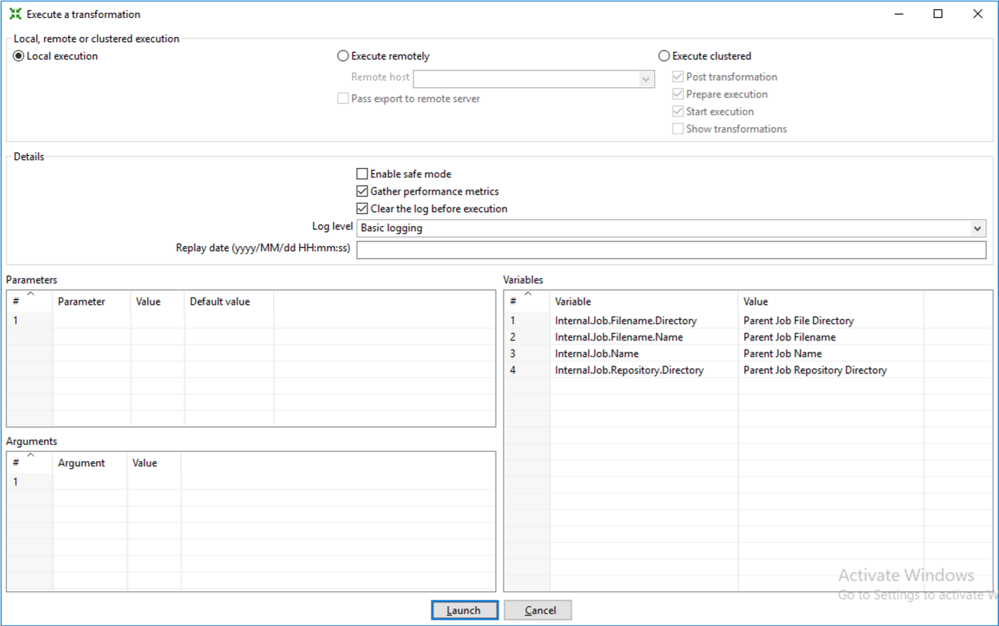 Execute a transformation
Local, remote or clustered execution
Local execution
Execute remotely
Remote host
Pass export to remote server
Execute clustered
Post transformation
Prepare execution
Start execution
Show transformations
Details
Enable safe mode
Gather performance metrics
Clear the log before execution
Log level Basic logging
Replay date (yyyy/MM/dd HH:mm:ss)
Parameters
# Parameter Value Default value
1
Arguments
# Argument Value
1
Variables
# Variable Value
1 Internal.Job.Filename.Directory Parent Job File Directory
2 Internal.Job.Filename.Name Parent Job Filename
3 Internal.Job.Name Parent Job Name
4 Internal.Job.Repository.Directory Parent Job Repository Directory
Activate Windows
Go to Settings to activate W
Launch Cancel